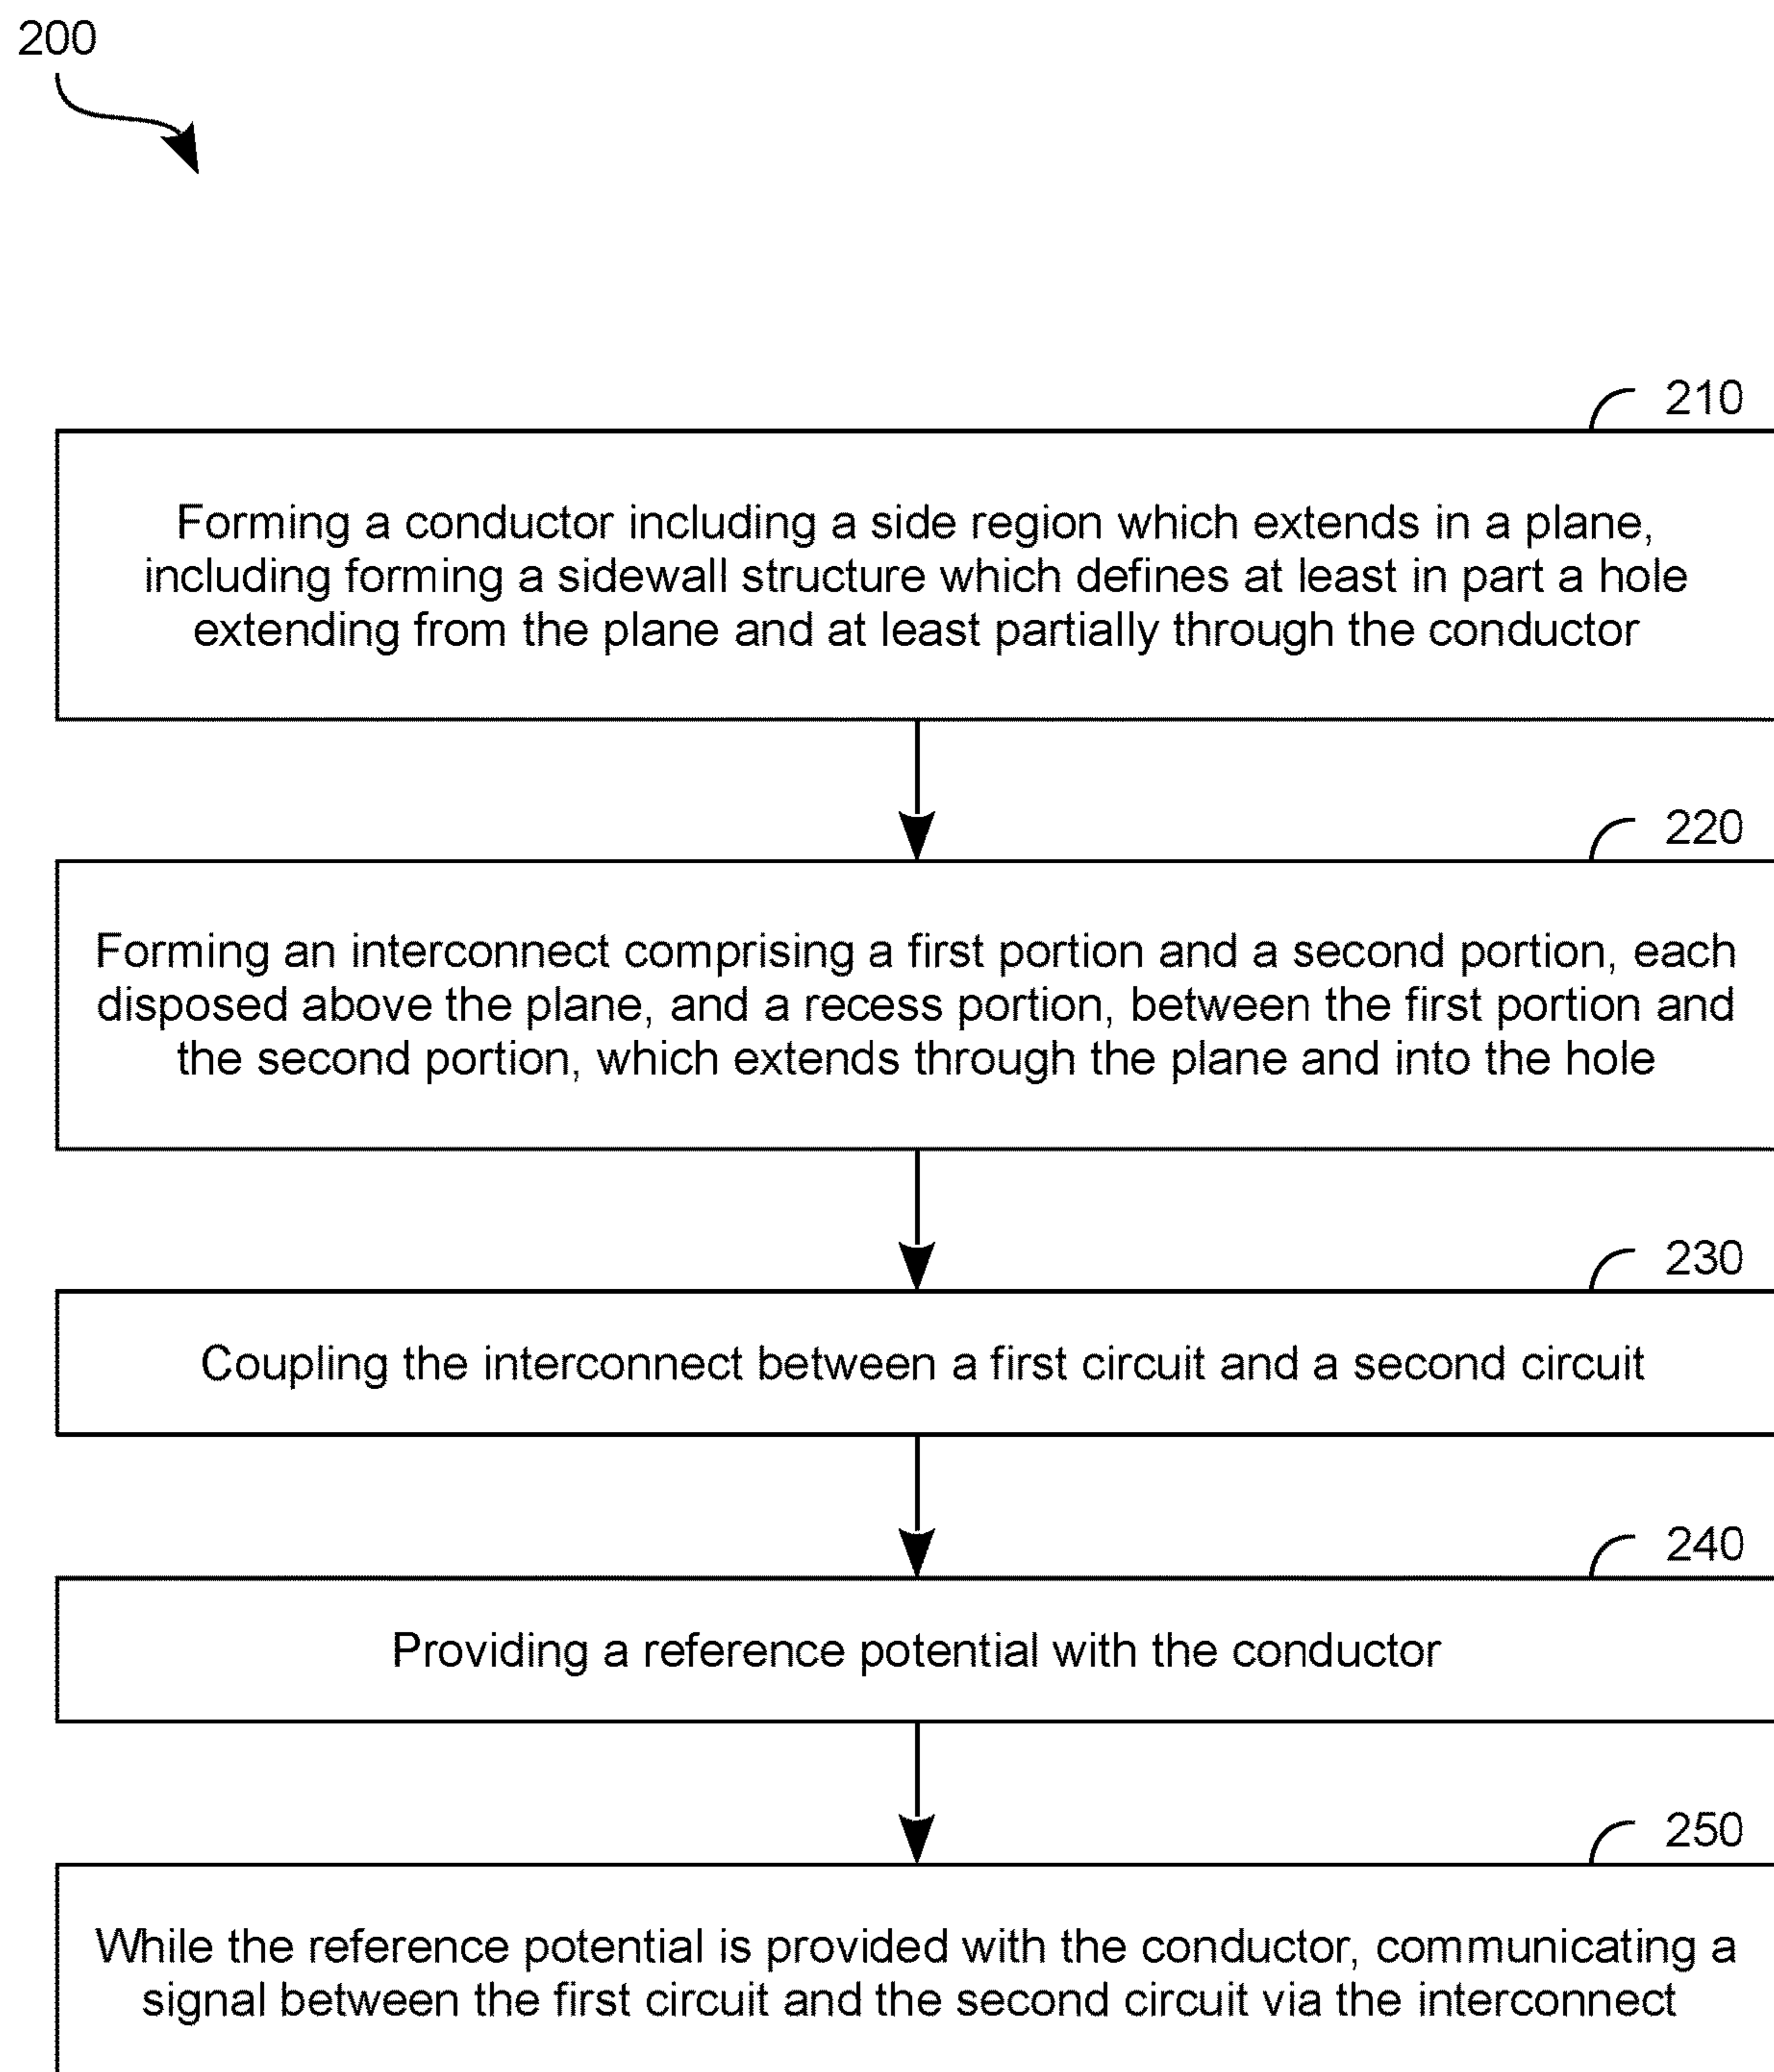 200
210
Forming a conductor including a side region which extends in a plane,
including forming a sidewall structure which defines at least in part a hole
extending from the plane and at least partially through the conductor
220
Forming an interconnect comprising a first portion and a second portion, each
disposed above the plane, and a recess portion, between the first portion and
the second portion, which extends through the plane and into the hole
230
Coupling the interconnect between a first circuit and a second circuit
240
Providing a reference potential with the conductor
250
While the reference potential is provided with the conductor, communicating a
signal between the first circuit and the second circuit via the interconnect